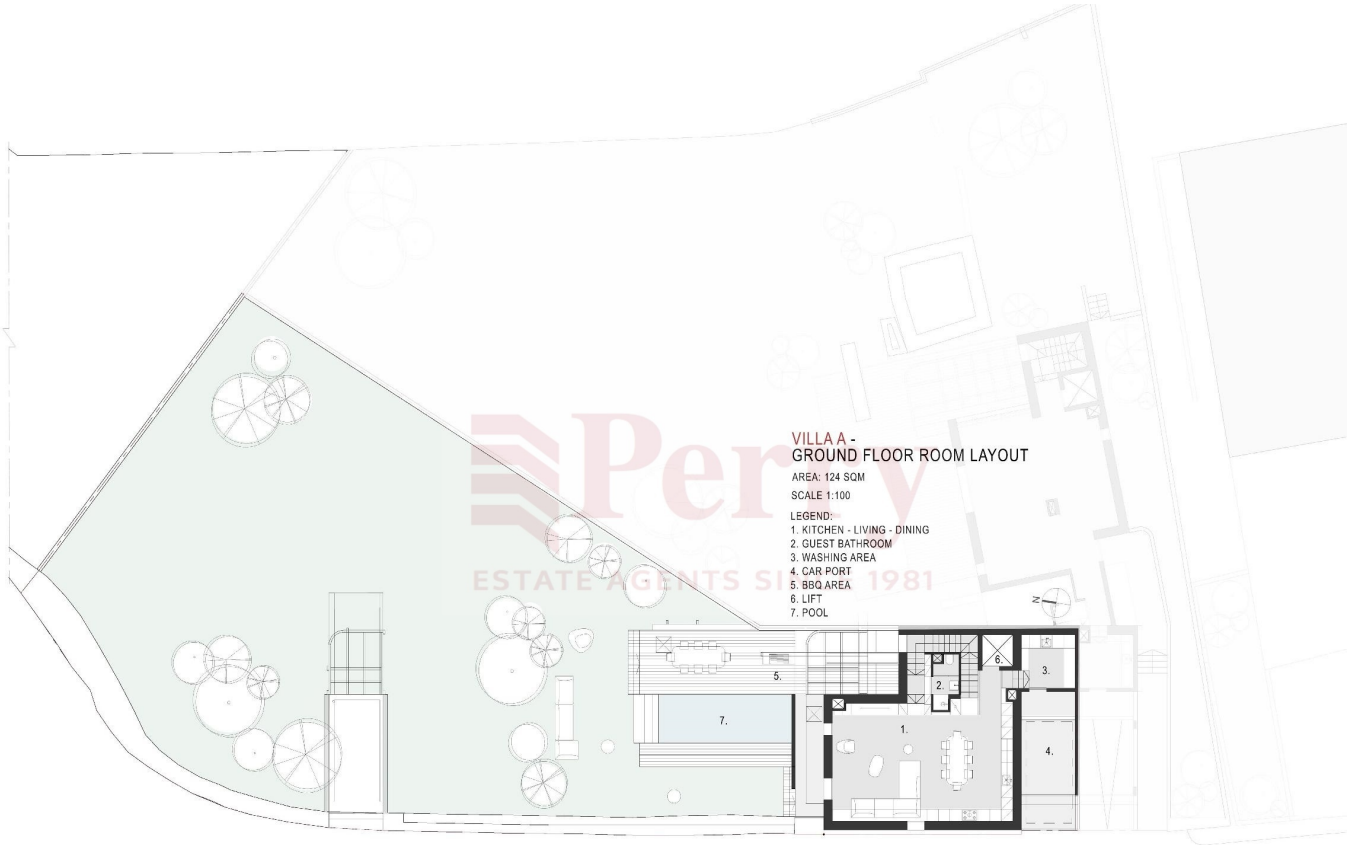 Perry
ESTATE AGENTS SINCE 1981
VILLA A -
GROUND FLOOR ROOM LAYOUT
AREA: 124 SQM
SCALE 1:100
LEGEND:
1. KITCHEN - LIVING - DINING
2. GUEST BATHROOM
3. WASHING AREA
4. CAR PORT
5. BBQ AREA
6. LIFT
7. POOL
N
6.
3.
5.
2.
7.
1.
4.